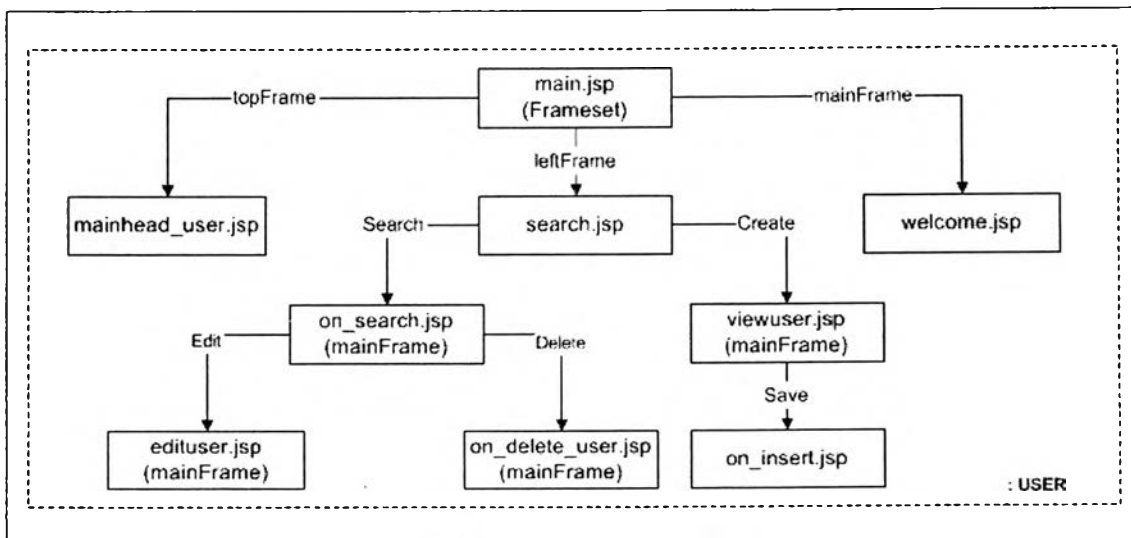 main.jsp
(Frameset)
topFrame
mainFrame
leftFrame
mainhead_user.jsp
search.jsp
welcome.jsp
Search
Create
on_search.jsp
(mainFrame)
viewuser.jsp
(mainFrame)
Edit
Delete
Save
edituser.jsp
(mainFrame)
on_delete_user.jsp
(mainFrame)
on_insert.jsp
: USER